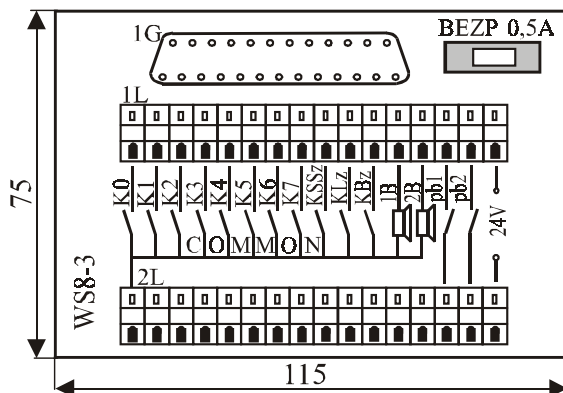 1G
BEZP 0,5A
1L
K0 K1 K2 K3 K4 K5 K6 K7 KSSz KLz KBz 1B 2B pb1 pb2 24V
COMMON
2L
WS8-3
75
115